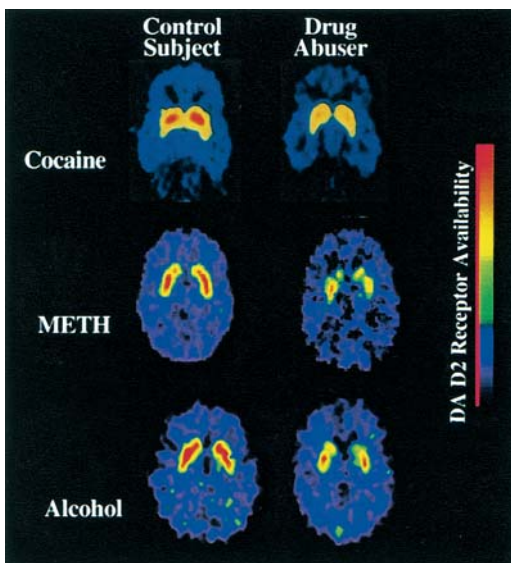 Control
Subject
Drug
Abuser
Cocaine
METH
Alcohol
DA D2 Receptor Availability